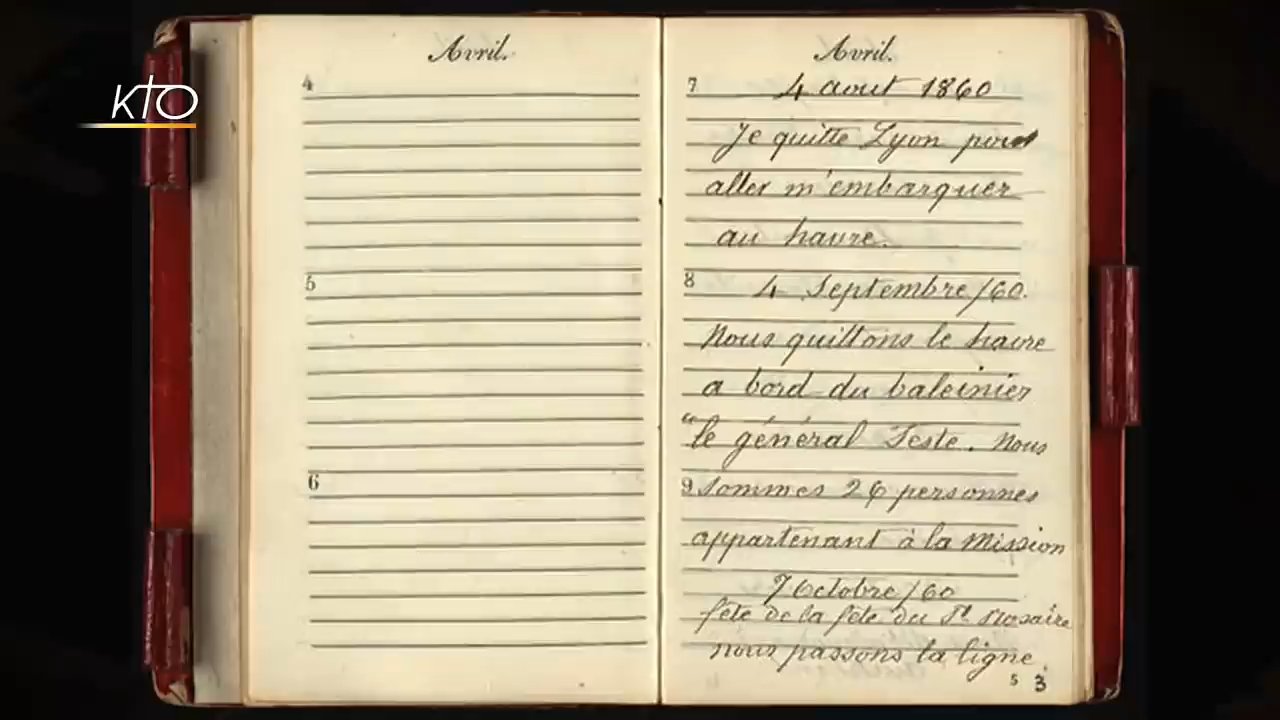 KTO
Avril.
4
5
6
Avril.
7
4 aout 1860
Je quitte Lyon pour
aller m'embarquer
au havre.
8
4 Septembre/60.
Nous quittons le havre
a bord du baleinier
"le général Teste. Nous
9
sommes 26 personnes
appartenant à la Mission
7 Octobre/60
fête de la fête du St Rosaire
nous passons la ligne.
5 3